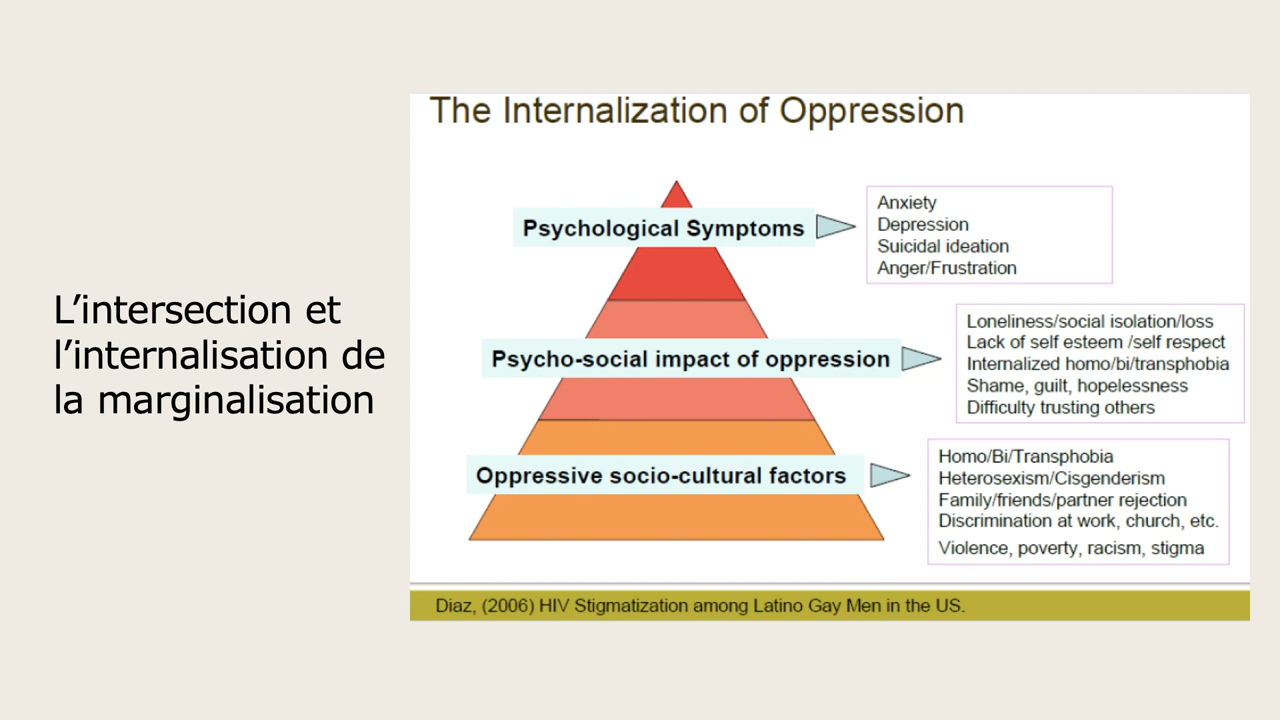 L’intersection et
l’internalisation de
la marginalisation
The Internalization of Oppression
Psychological Symptoms
Anxiety
Depression
Suicidal ideation
Anger/Frustration
Psycho-social impact of oppression
Loneliness/social isolation/loss
Lack of self esteem /self respect
Internalized homo/bi/transphobia
Shame, guilt, hopelessness
Difficulty trusting others
Oppressive socio-cultural factors
Homo/Bi/Transphobia
Heterosexism/Cisgenderism
Family/friends/partner rejection
Discrimination at work, church, etc.
Violence, poverty, racism, stigma
Diaz, (2006) HIV Stigmatization among Latino Gay Men in the US.